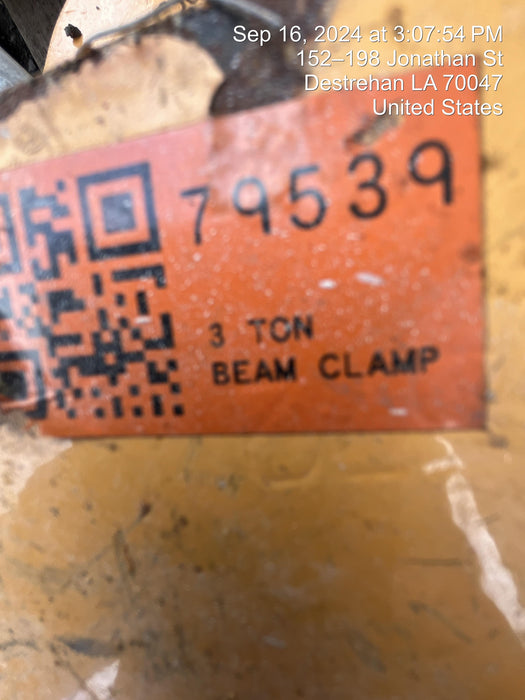 Sep 16, 2024 at 3:07:54 PM
152–198 Jonathan St
Destrehan LA 70047
United States
79539
3 TON
BEAM CLAMP